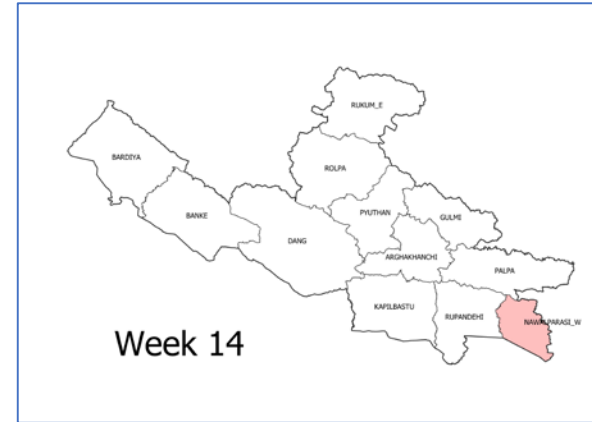 RUKUM_E
ROLPA
BARDIYA
BANKE
PYUTHAN
GULMI
DANG
ARGHAKHANCHI
PALPA
KAPILBASTU
RUPANDEHI
NAWALPARASI_W
Week 14